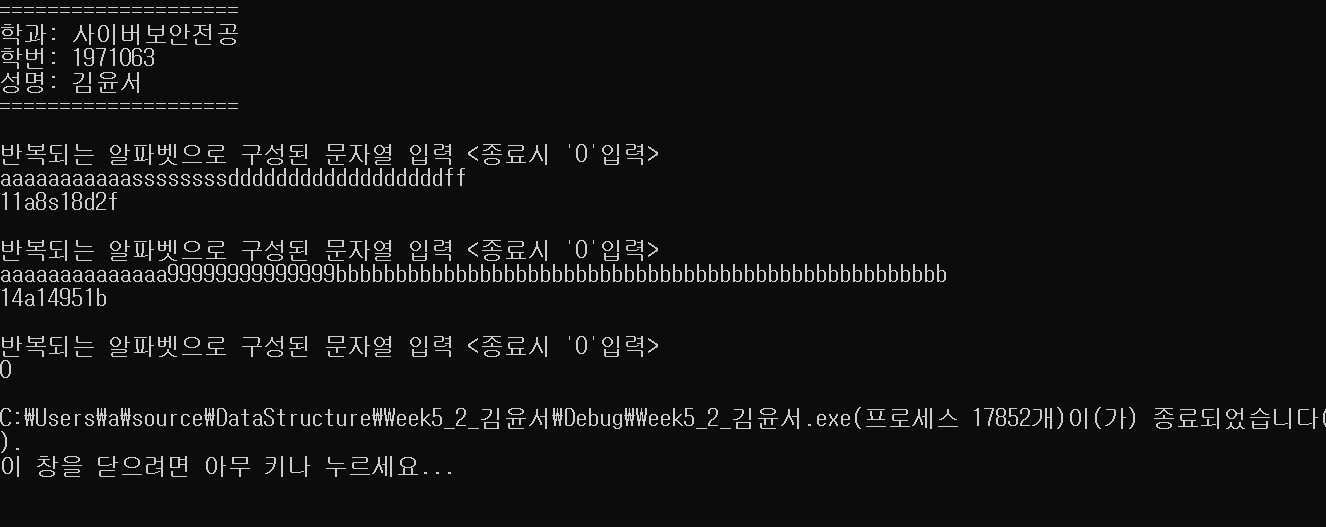 ====================
학과: 사이버보안전공
학번: 1971063
성명: 김윤서
====================
반복되는 알파벳으로 구성된 문자열 입력 <종료시 '0'입력>
aaaaaaaaaaassssssssddddddddddddddddddff
11a8s18d2f
반복되는 알파벳으로 구성된 문자열 입력 <종료시 '0'입력>
aaaaaaaaaaaaaa99999999999999bbbbbbbbbbbbbbbbbbbbbbbbbbbbbbbbbbbbbbbbbbbbbbbbbbb
14a14951b
반복되는 알파벳으로 구성된 문자열 입력 <종료시 '0'입력>
0
C:₩Users₩a₩source₩DataStructure₩Week5_2_김윤서₩Debug₩Week5_2_김윤서.exe(프로세스 17852개)이(가) 종료되었습니다(
).
이 창을 닫으려면 아무 키나 누르세요...